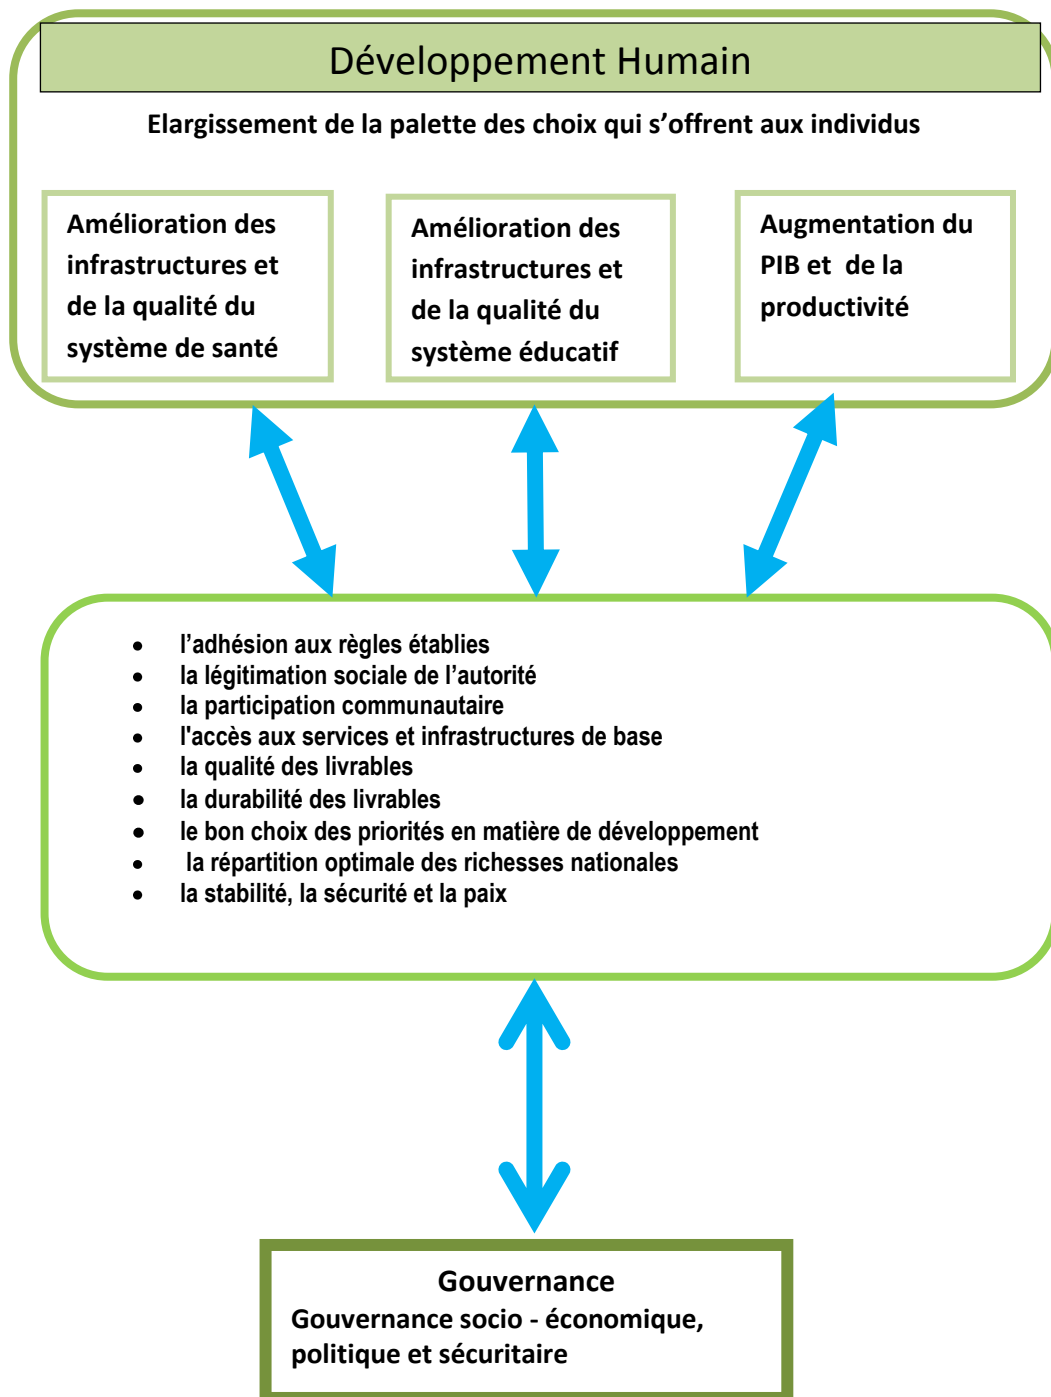 Développement Humain
Elargissement de la palette des choix qui s’offrent aux individus
Amélioration des
infrastructures et
de la qualité du
système de santé
Amélioration des
infrastructures et
de la qualité du
système éducatif
Augmentation du
PIB et  de la
productivité
• l’adhésion aux règles établies
• la légitimation sociale de l’autorité
• la participation communautaire
• l'accès aux services et infrastructures de base
• la qualité des livrables
• la durabilité des livrables
• le bon choix des priorités en matière de développement
• la répartition optimale des richesses nationales
• la stabilité, la sécurité et la paix
Gouvernance
Gouvernance socio - économique,
politique et sécuritaire